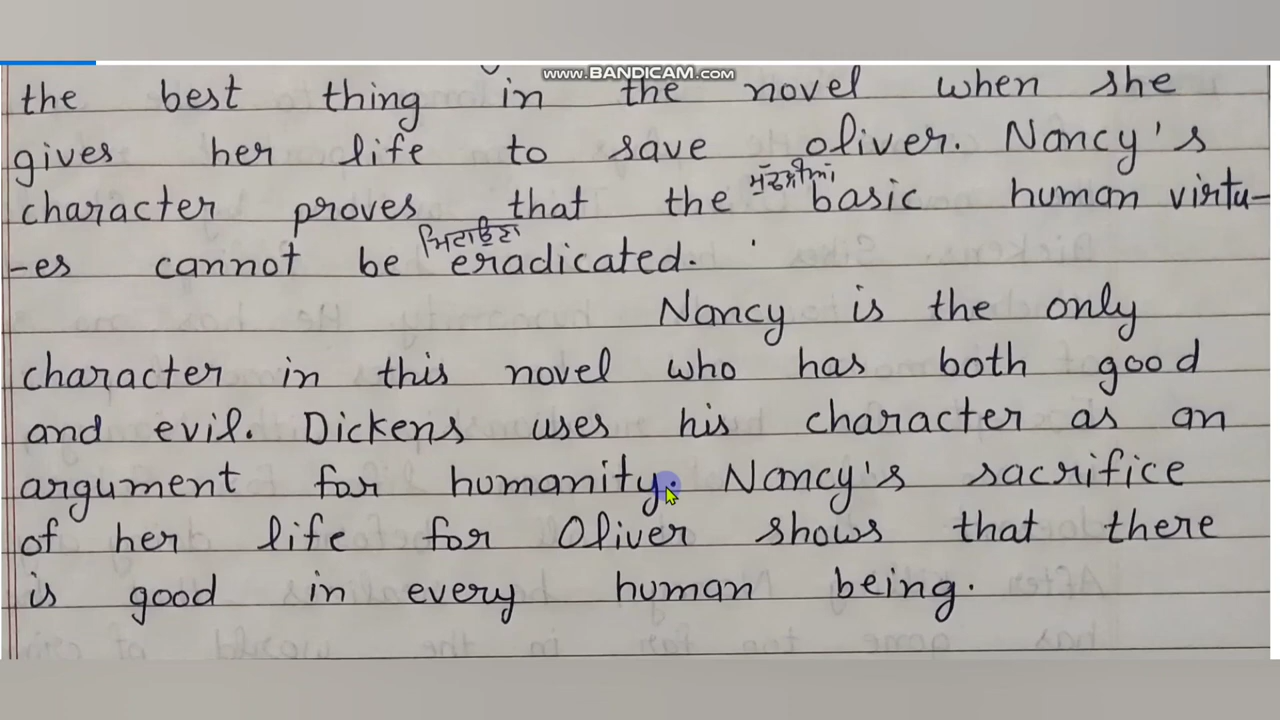 www.BANDICAM.com
the best thing in the novel when she
gives her life to save oliver. Nancy's
ਮੁੱਢਲੀਆਂ
character proves that the basic human virtu-
ਮਿਟਾਉਣਾ
-es cannot be eradicated.
Nancy is the only
character in this novel who has both good
and evil. Dickens uses his character as an
argument for humanity. Nancy's sacrifice
of her life for Oliver shows that there
is good in every human being.